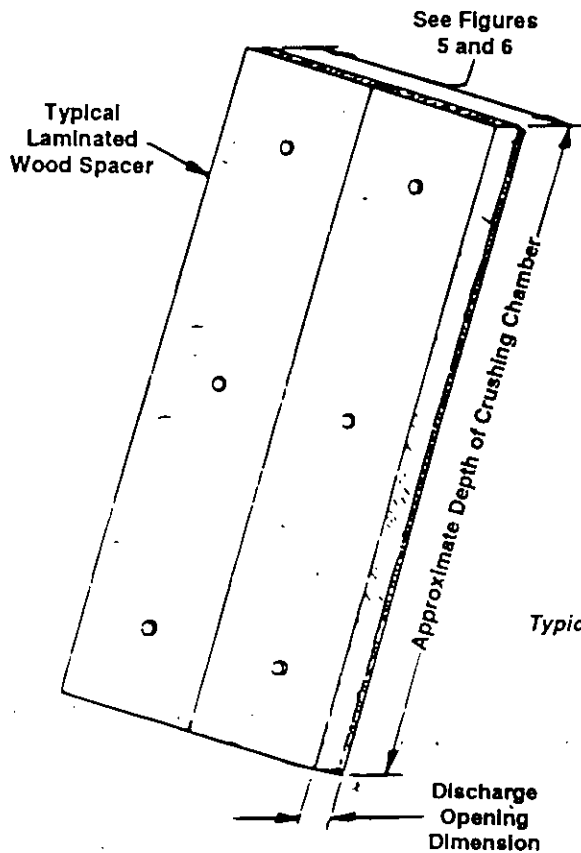 See Figures
5 and 6
Typical
Laminated
Wood Spacer
Approximate Depth of Crushing Chamber
Typic
Discharge
Opening
Dimension